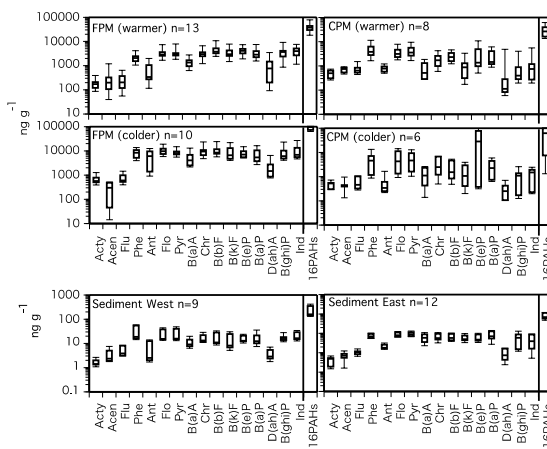 FPM (warmer) n=13
CPM (warmer) n=8
100000
10000
1000
100
10
ng g-1
FPM (colder) n=10
CPM (colder) n=6
100000
10000
1000
100
10
Acty Acen Flu Phe Ant Flo Pyr B(a)A Chr B(b)F B(k)F B(e)P B(a)P D(ah)A B(ghi)P Ind 16PAHs
Acty Acen Flu Phe Ant Flo Pyr B(a)A Chr B(b)F B(k)F B(e)P B(a)P D(ah)A B(ghi)P Ind 16PAHs
Sediment West n=9
Sediment East n=12
1000
100
10
1
0.1
ng g-1
Acty Acen Flu Phe Ant Flo Pyr B(a)A Chr B(b)F B(k)F B(e)P B(a)P D(ah)A B(ghi)P Ind 16PAHs
Acty Acen Flu Phe Ant Flo Pyr B(a)A Chr B(b)F B(k)F B(e)P B(a)P D(ah)A B(ghi)P Ind 16PAHs